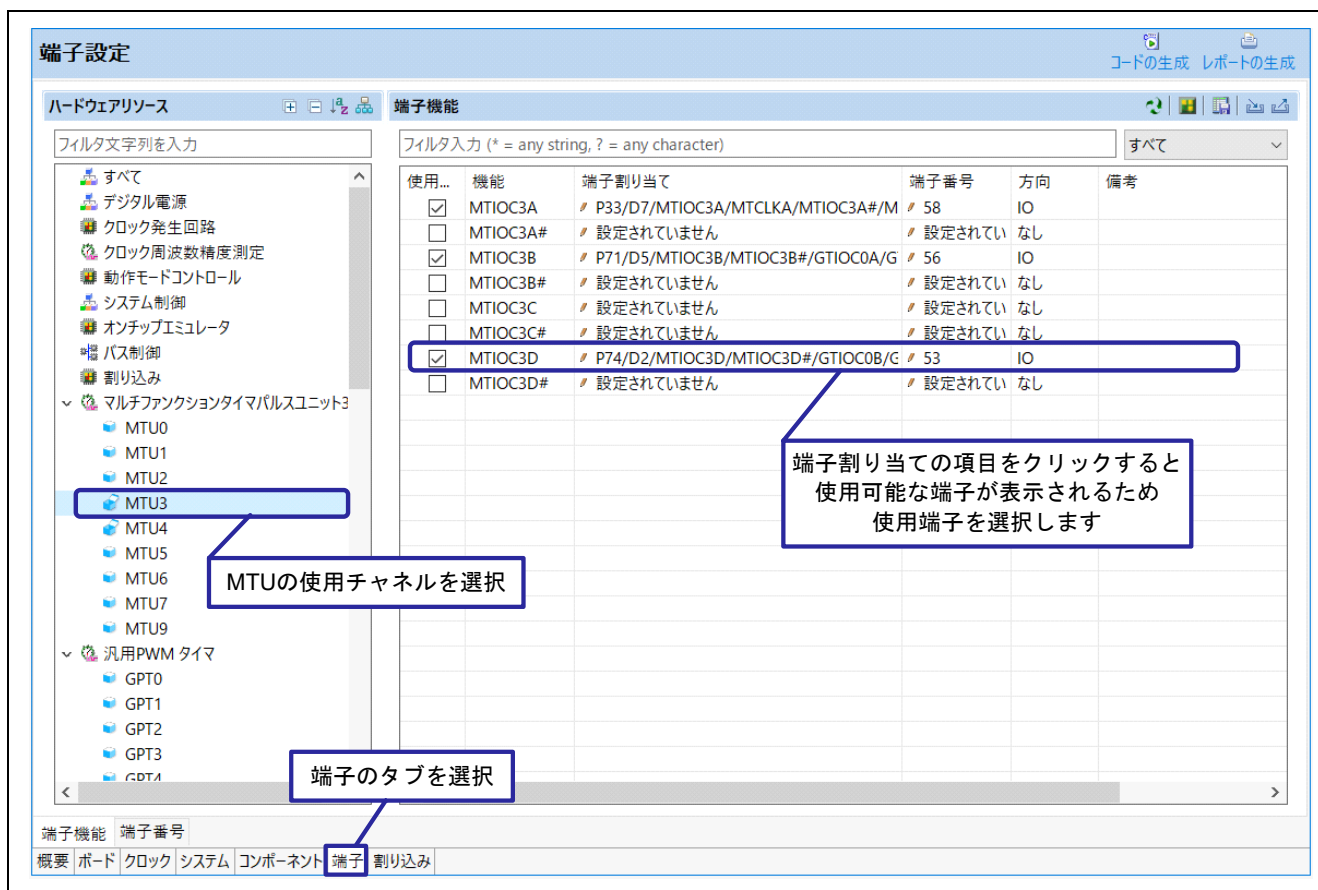 端子設定
コードの生成 レポートの生成
ハードウェアリソース
端子機能
フィルタ文字列を入力
フィルタ入力 (* = any string, ? = any character)
すべて
すべて
デジタル電源
クロック発生回路
クロック周波数精度測定
動作モードコントロール
システム制御
オンチップエミュレータ
バス制御
割り込み
マルチファンクションタイマパルスユニット3
MTU0
MTU1
MTU2
MTU3
MTU4
MTU5
MTU6
MTU7
MTU9
汎用PWM タイマ
GPT0
GPT1
GPT2
GPT3
GPT4
使用... 機能 端子割り当て 端子番号 方向 備考
MTIOC3A P33/D7/MTIOC3A/MTCLKA/MTIOC3A#/M 58 IO
MTIOC3A# 設定されていません 設定されてい なし
MTIOC3B P71/D5/MTIOC3B/MTIOC3B#/GTIOC0A/G 56 IO
MTIOC3B# 設定されていません 設定されてい なし
MTIOC3C 設定されていません 設定されてい なし
MTIOC3C# 設定されていません 設定されてい なし
MTIOC3D P74/D2/MTIOC3D/MTIOC3D#/GTIOC0B/G 53 IO
MTIOC3D# 設定されていません 設定されてい なし
端子割り当ての項目をクリックすると
使用可能な端子が表示されるため
使用端子を選択します
MTUの使用チャネルを選択
端子のタブを選択
端子機能 端子番号
概要 ボード クロック システム コンポーネント 端子 割り込み